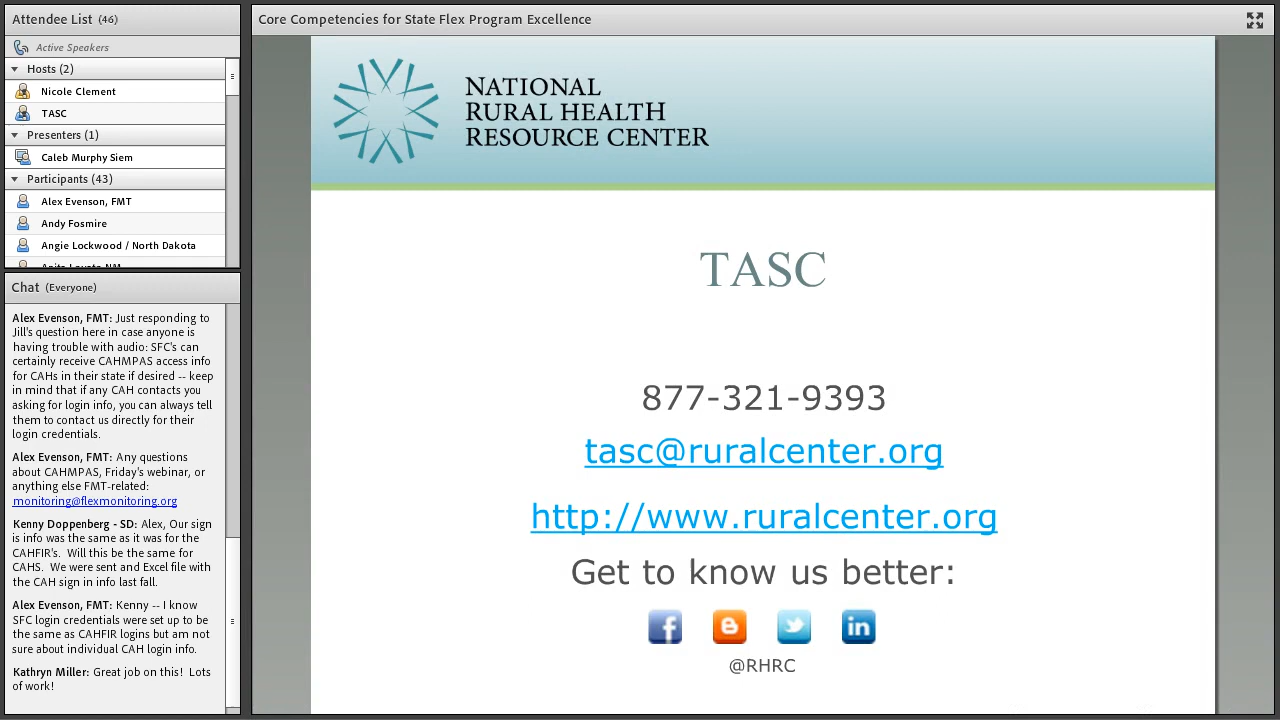 Attendee List (46)
Active Speakers
Hosts (2)
Nicole Clement
TASC
Presenters (1)
Caleb Murphy Siem
Participants (43)
Alex Evenson, FMT
Andy Fosmire
Angie Lockwood / North Dakota
Chat (Everyone)
Alex Evenson, FMT: Just responding to
Jill's question here in case anyone is
having trouble with audio: SFC's can
certainly receive CAHMPAS access info
for CAHs in their state if desired -- keep
in mind that if any CAH contacts you
asking for login info, you can always tell
them to contact us directly for their
login credentials.
Alex Evenson, FMT: Any questions
about CAHMPAS, Friday's webinar, or
anything else FMT-related:
monitoring@flexmonitoring.org
Kenny Doppenberg - SD: Alex, Our sign
is info was the same as it was for the
CAHFIR's. Will this be the same for
CAHS. We were sent and Excel file with
the CAH sign in info last fall.
Alex Evenson, FMT: Kenny -- I know
SFC login credentials were set up to be
the same as CAHFIR logins but am not
sure about individual CAH login info.
Kathryn Miller: Great job on this! Lots
of work!
Core Competencies for State Flex Program Excellence
NATIONAL
RURAL HEALTH
RESOURCE CENTER
TASC
877-321-9393
tasc@ruralcenter.org
http://www.ruralcenter.org
Get to know us better:
@RHRC